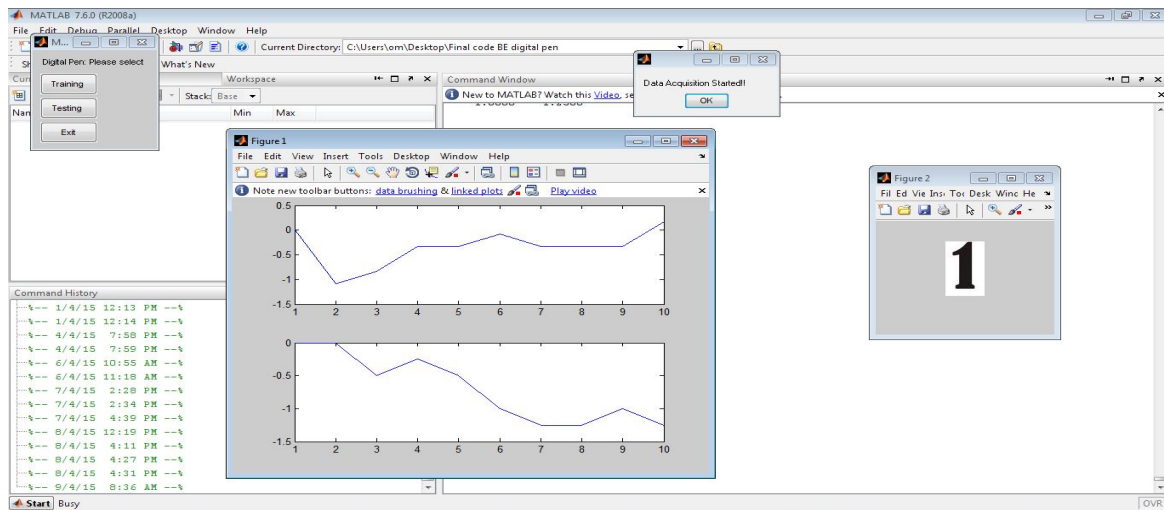 MATLAB 7.6.0 (R2008a)
File Edit Debug Parallel Desktop Window Help
Current Directory: C:\Users\om\Desktop\Final code BE digital pen
What's New
M...
Digital Pen: Please select
Training
Testing
Exit
Workspace
Stack: Base
Min Max
Command Window
New to MATLAB? Watch this Video, se
Data Acquisition Started!!
OK
Figure 1
File Edit View Insert Tools Desktop Window Help
Note new toolbar buttons: data brushing & linked plots Play video
0.5
0
-0.5
-1
-1.5
1 2 3 4 5 6 7 8 9 10
0
-0.5
-1
-1.5
1 2 3 4 5 6 7 8 9 10
Figure 2
Fil Ed Vie Ins Too Desk Winc He
1
Command History
%-- 1/4/15 12:13 PM --%
%-- 1/4/15 12:14 PM --%
%-- 4/4/15 7:58 PM --%
%-- 4/4/15 7:59 PM --%
%-- 6/4/15 10:55 AM --%
%-- 6/4/15 11:18 AM --%
%-- 7/4/15 2:28 PM --%
%-- 7/4/15 2:34 PM --%
%-- 7/4/15 4:39 PM --%
%-- 8/4/15 12:19 PM --%
%-- 8/4/15 4:11 PM --%
%-- 8/4/15 4:27 PM --%
%-- 8/4/15 4:31 PM --%
%-- 9/4/15 8:36 AM --%
Start Busy
OVR